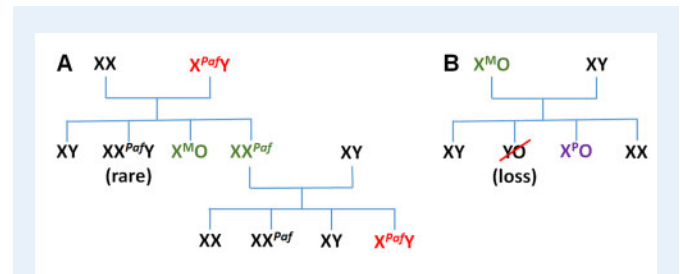 A XX X^PafY B X^MO XY
XY XX^PafY X^MO XX^Paf XY XY YO X^PO XX
(rare) (loss)
XX XX^Paf XY X^PafY